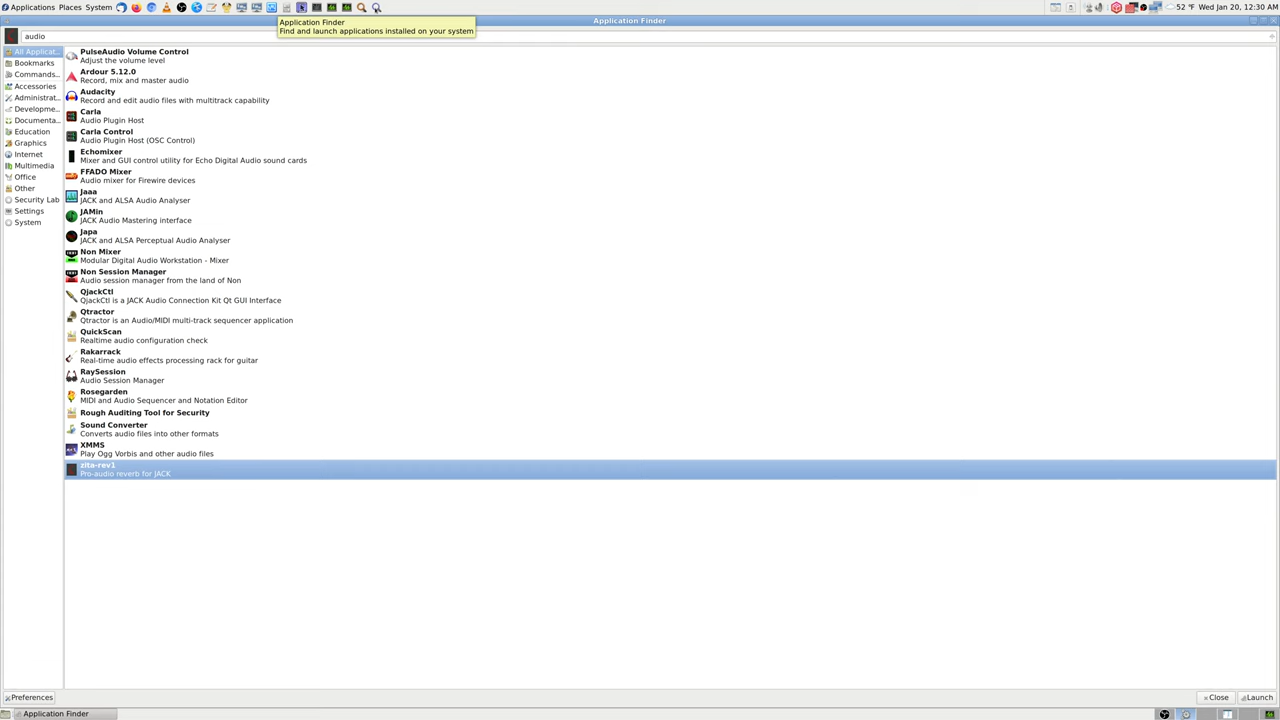 Applications Places System
52 °F Wed Jan 20, 12:30 AM
Application Finder
Application Finder
Find and launch applications installed on your system
audio
All Applicat...
Bookmarks
Commands...
Accessories
Administrat...
Developme...
Documenta...
Education
Graphics
Internet
Multimedia
Office
Other
Security Lab
Settings
System
PulseAudio Volume Control
Adjust the volume level
Ardour 5.12.0
Record, mix and master audio
Audacity
Record and edit audio files with multitrack capability
Carla
Audio Plugin Host
Carla Control
Audio Plugin Host (OSC Control)
Echomixer
Mixer and GUI control utility for Echo Digital Audio sound cards
FFADO Mixer
Audio mixer for Firewire devices
Jaaa
JACK and ALSA Audio Analyser
JAMin
JACK Audio Mastering interface
Japa
JACK and ALSA Perceptual Audio Analyser
Non Mixer
Modular Digital Audio Workstation - Mixer
Non Session Manager
Audio session manager from the land of Non
QjackCtl
QjackCtl is a JACK Audio Connection Kit Qt GUI Interface
Qtractor
Qtractor is an Audio/MIDI multi-track sequencer application
QuickScan
Realtime audio configuration check
Rakarrack
Real-time audio effects processing rack for guitar
RaySession
Audio Session Manager
Rosegarden
MIDI and Audio Sequencer and Notation Editor
Rough Auditing Tool for Security
Sound Converter
Converts audio files into other formats
XMMS
Play Ogg Vorbis and other audio files
zita-rev1
Pro-audio reverb for JACK
Preferences
Close
Launch
Application Finder